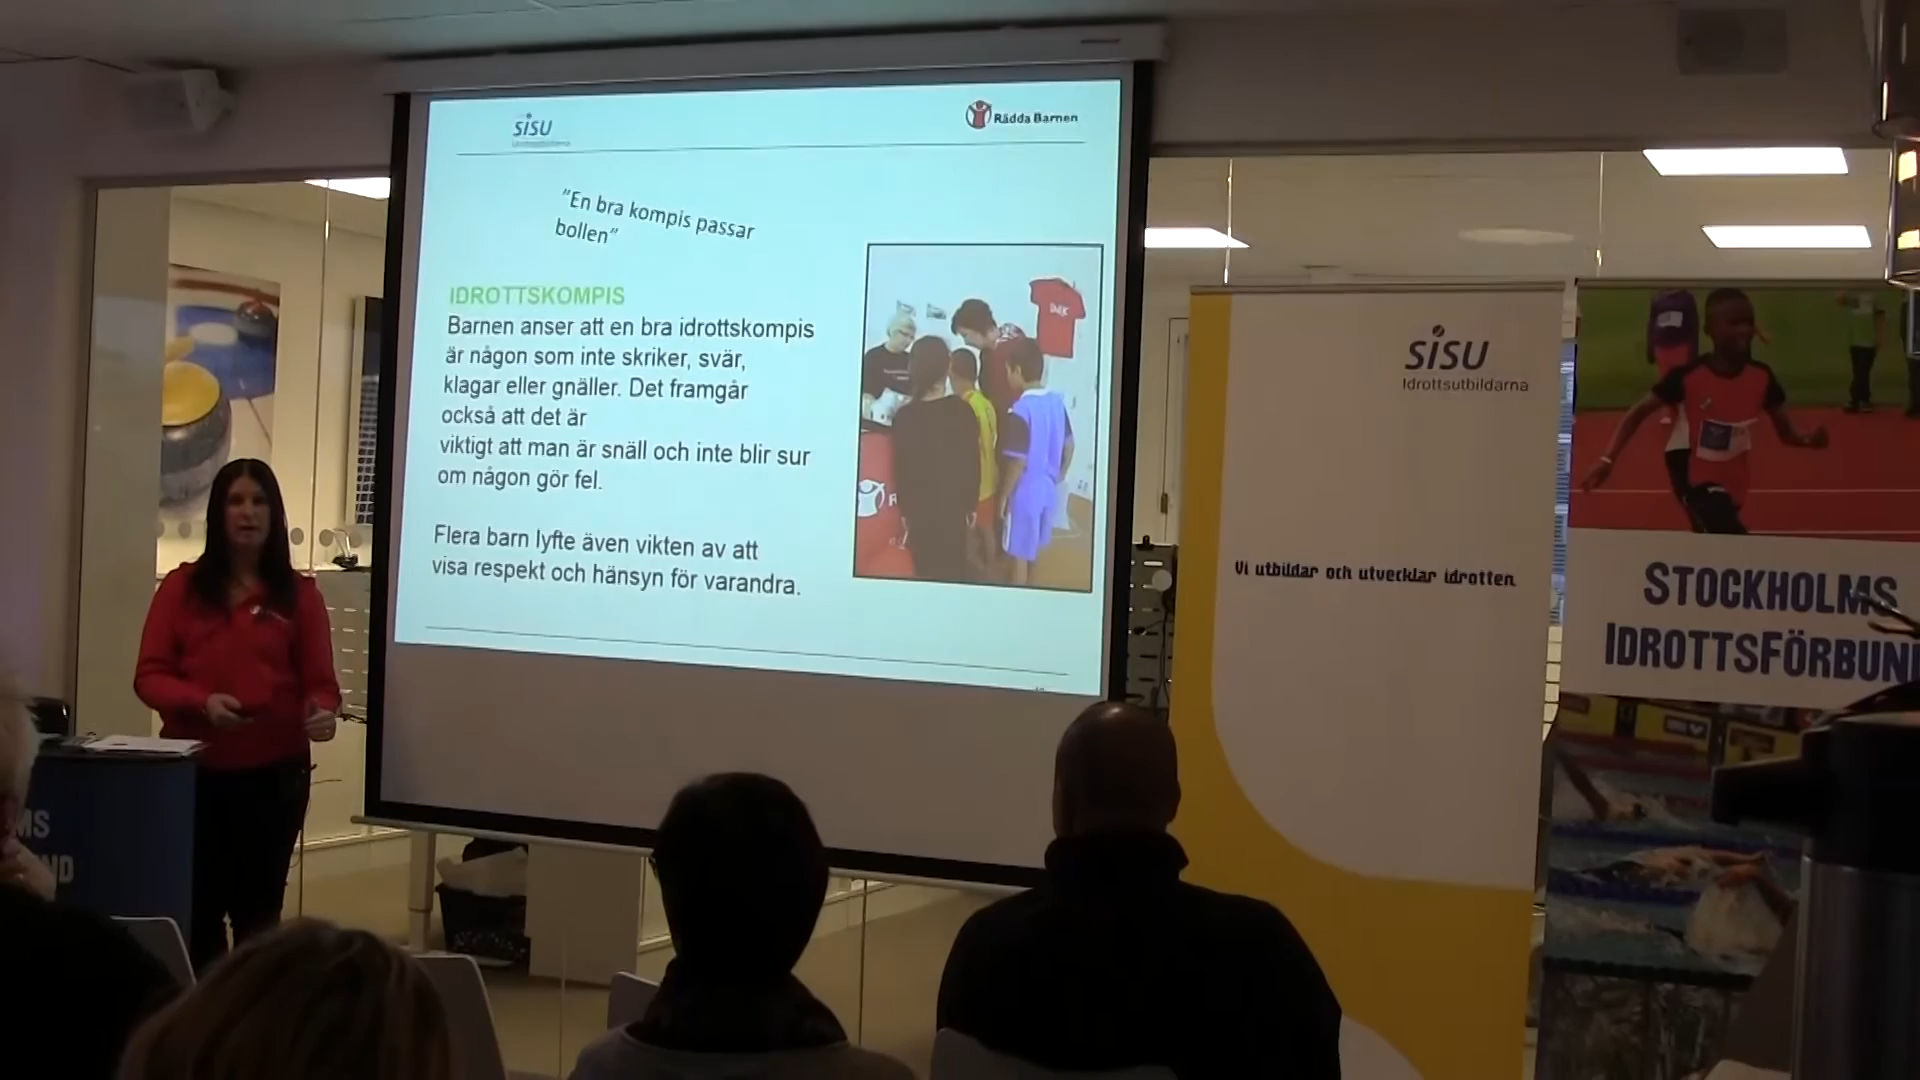 sisu
Rädda Barnen
"En bra kompis passar
bollen"
IDROTTSKOMPIS
Barnen anser att en bra idrottskompis
är någon som inte skriker, svär,
klagar eller gnäller. Det framgår
också att det är
viktigt att man är snäll och inte blir sur
om någon gör fel.
Flera barn lyfte även vikten av att
visa respekt och hänsyn för varandra.
sisu
Idrottsutbildarna
Vi utbildar och utvecklar idrotten
STOCKHOLMS
IDROTTSFÖRBUN
MS
ND